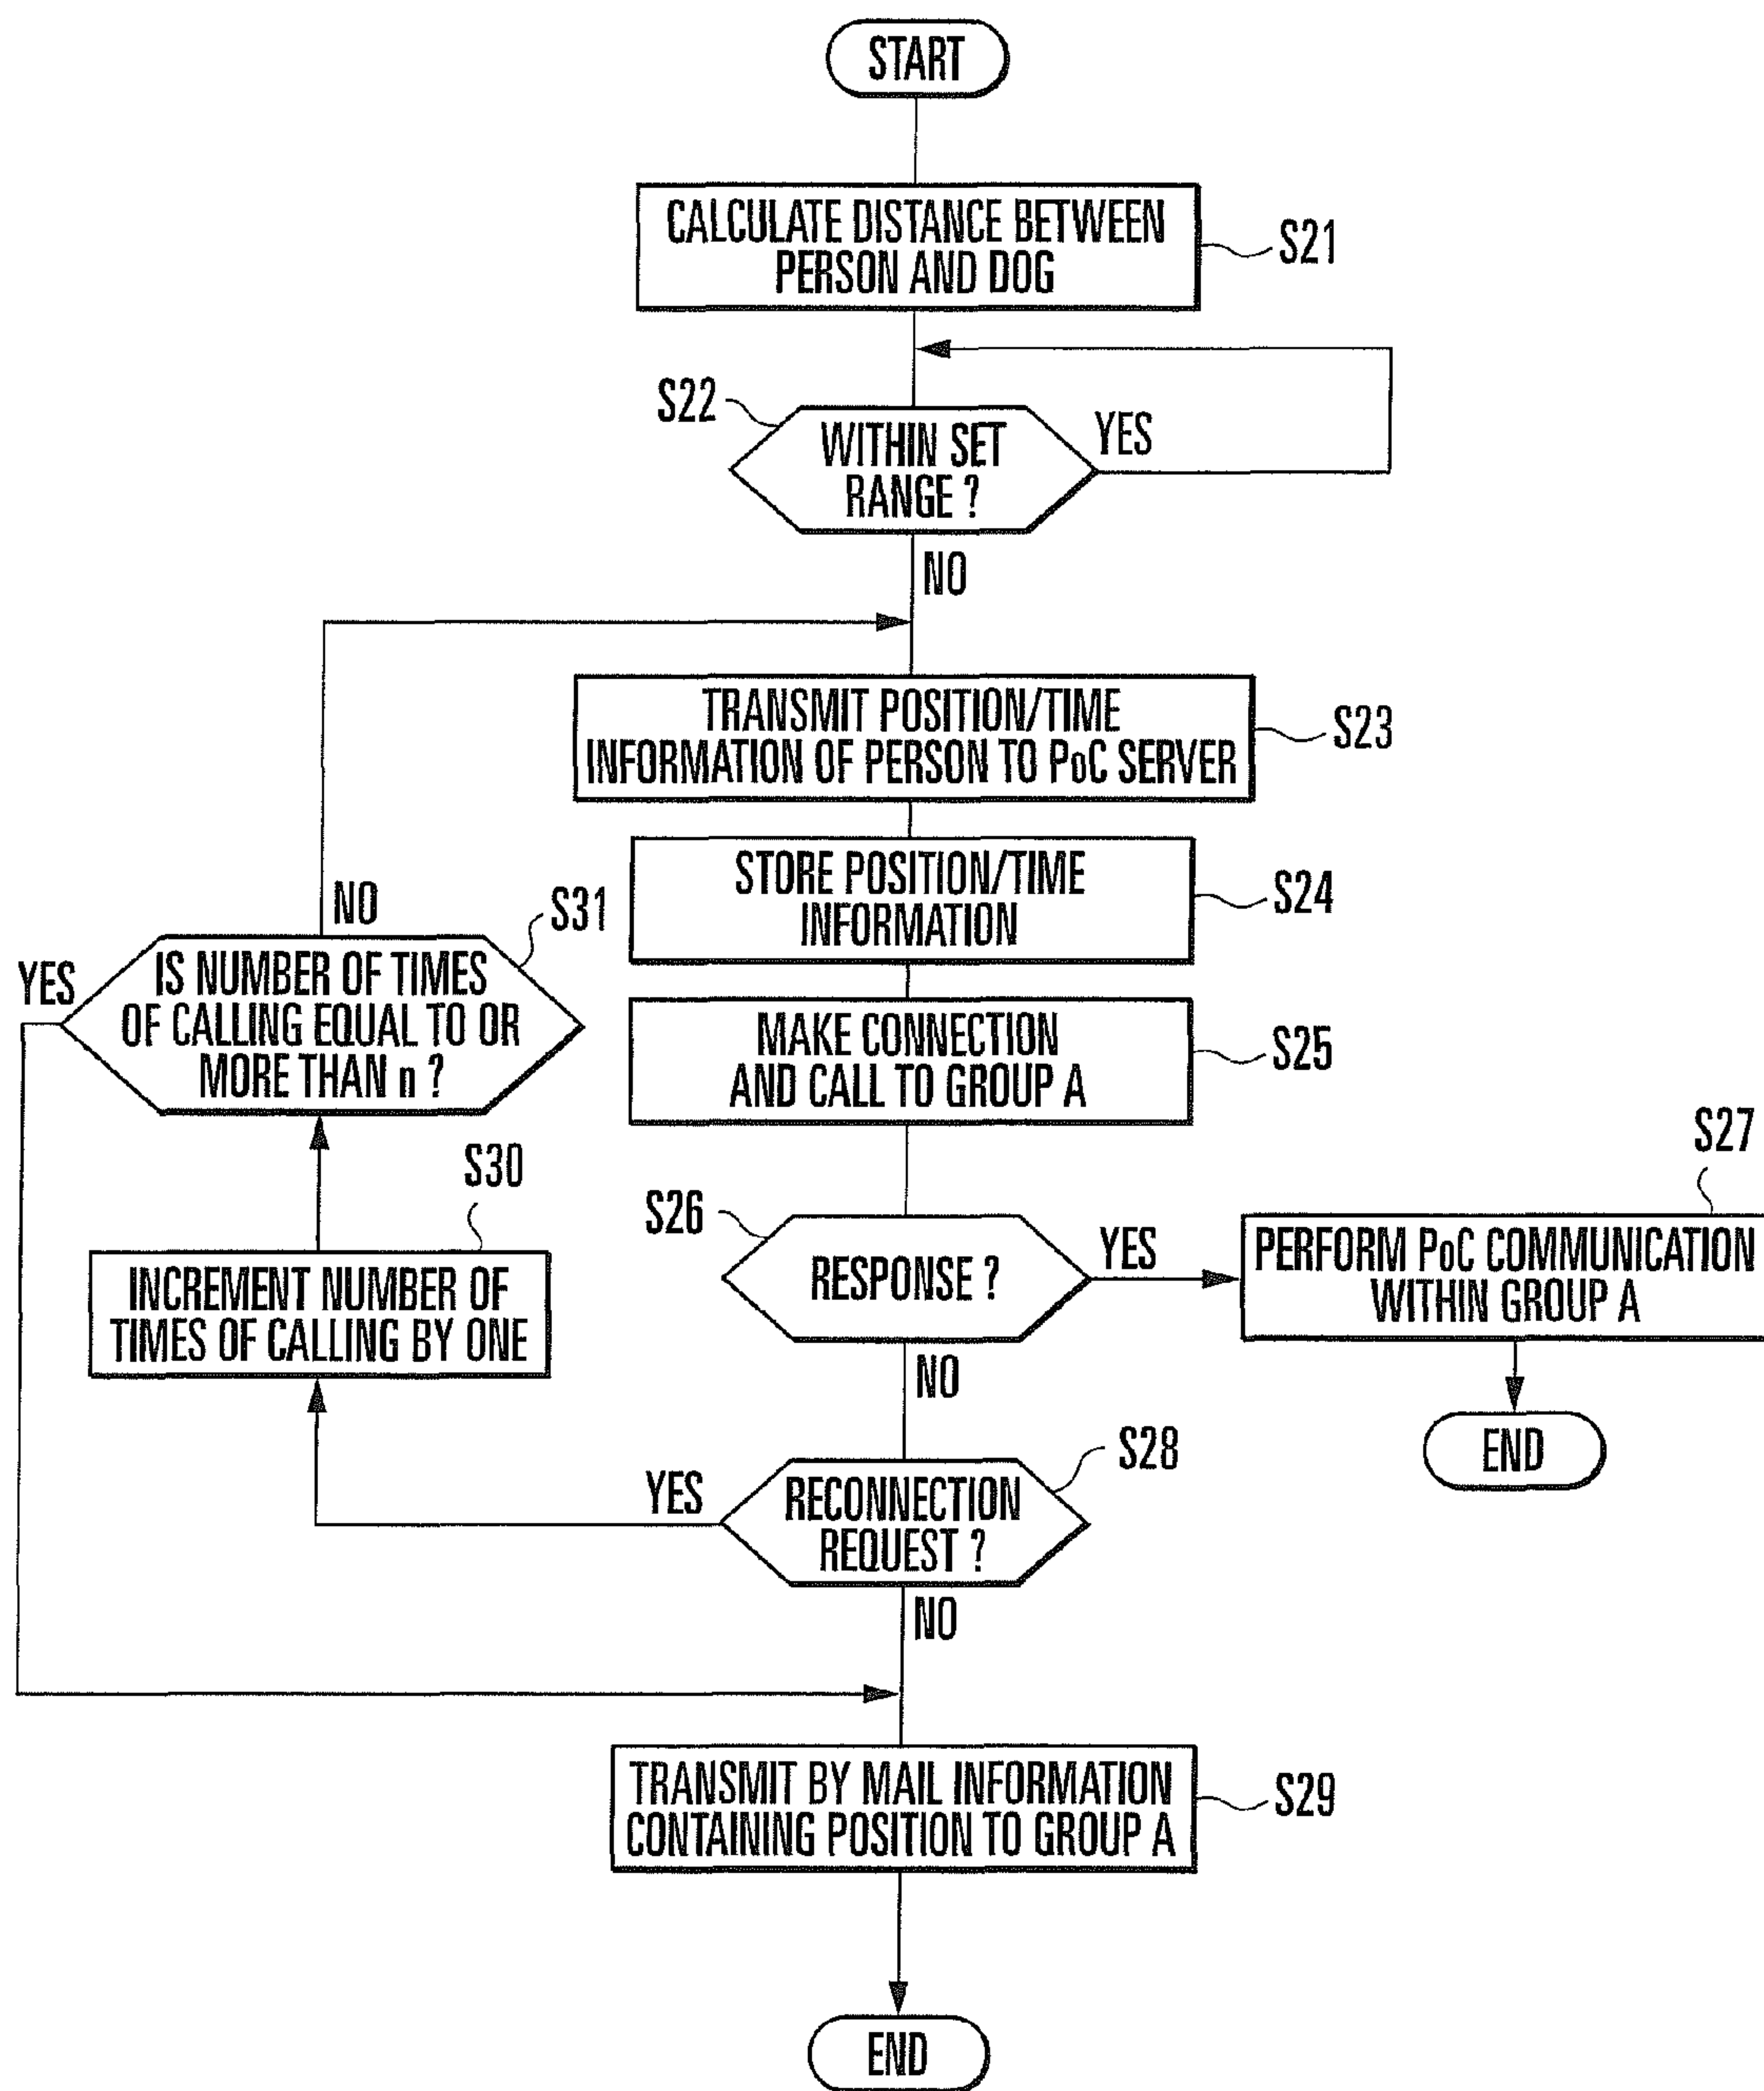 START
CALCULATE DISTANCE BETWEEN
PERSON AND DOG
S21
S22
WITHIN SET
RANGE ?
YES
NO
TRANSMIT POSITION/TIME
INFORMATION OF PERSON TO PoC SERVER
S23
STORE POSITION/TIME
INFORMATION
S24
NO
S31
YES
IS NUMBER OF TIMES
OF CALLING EQUAL TO OR
MORE THAN n ?
MAKE CONNECTION
AND CALL TO GROUP A
S25
S30
INCREMENT NUMBER OF
TIMES OF CALLING BY ONE
S26
RESPONSE ?
YES
NO
S27
PERFORM PoC COMMUNICATION
WITHIN GROUP A
END
S28
YES
RECONNECTION
REQUEST ?
NO
TRANSMIT BY MAIL INFORMATION
CONTAINING POSITION TO GROUP A
S29
END